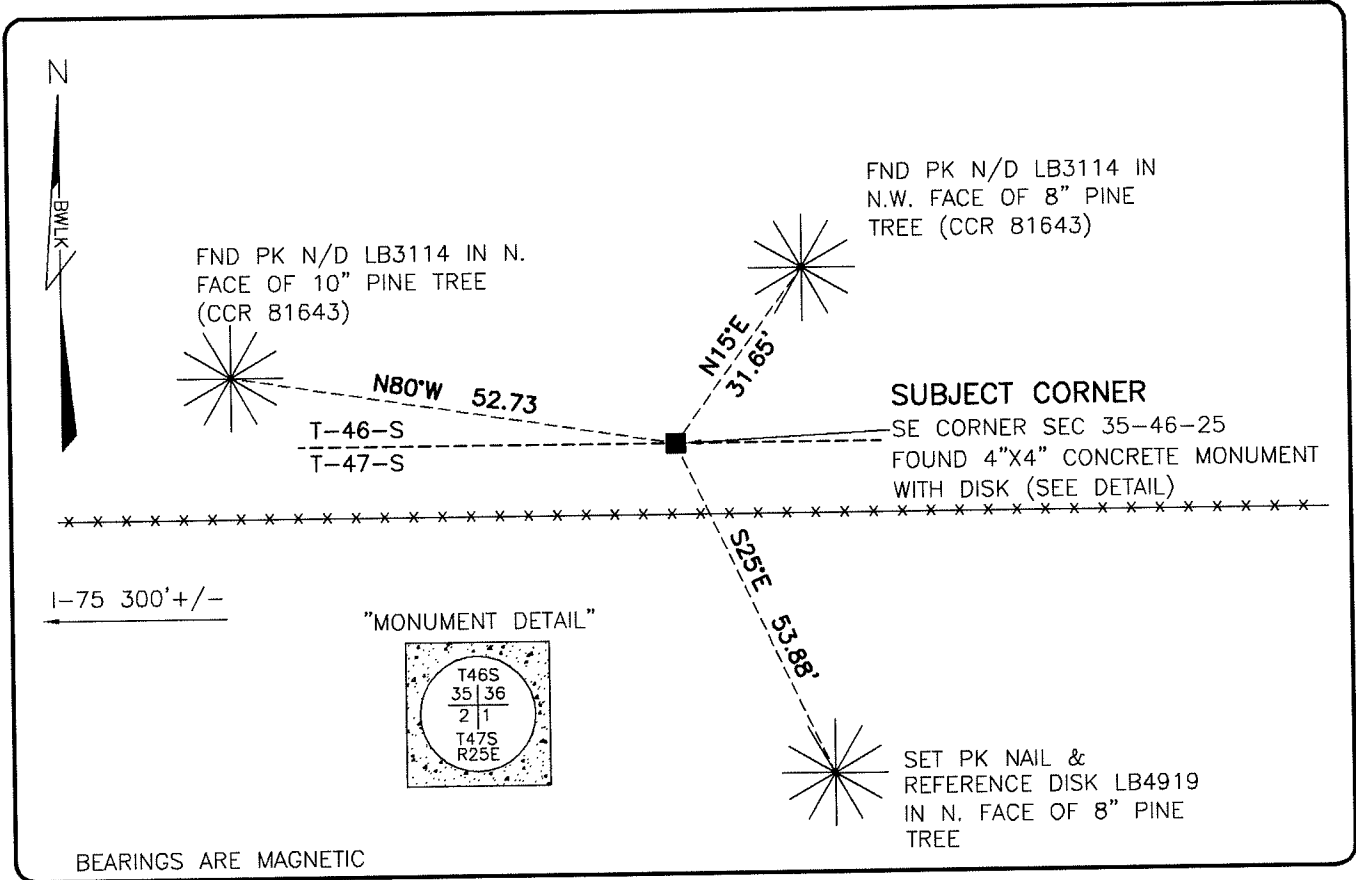 N
BWLK
FND PK N/D LB3114 IN
N.W. FACE OF 8" PINE
TREE (CCR 81643)
FND PK N/D LB3114 IN N.
FACE OF 10" PINE TREE
(CCR 81643)
N15°E
31.65'
N80°W 52.73
SUBJECT CORNER
SE CORNER SEC 35-46-25
FOUND 4"X4" CONCRETE MONUMENT
WITH DISK (SEE DETAIL)
T-46-S
T-47-S
S25°E 53.88'
I-75 300'+/-
"MONUMENT DETAIL"
T46S
35 36
2 1
T47S
R25E
SET PK NAIL &
REFERENCE DISK LB4919
IN N. FACE OF 8" PINE
TREE
BEARINGS ARE MAGNETIC